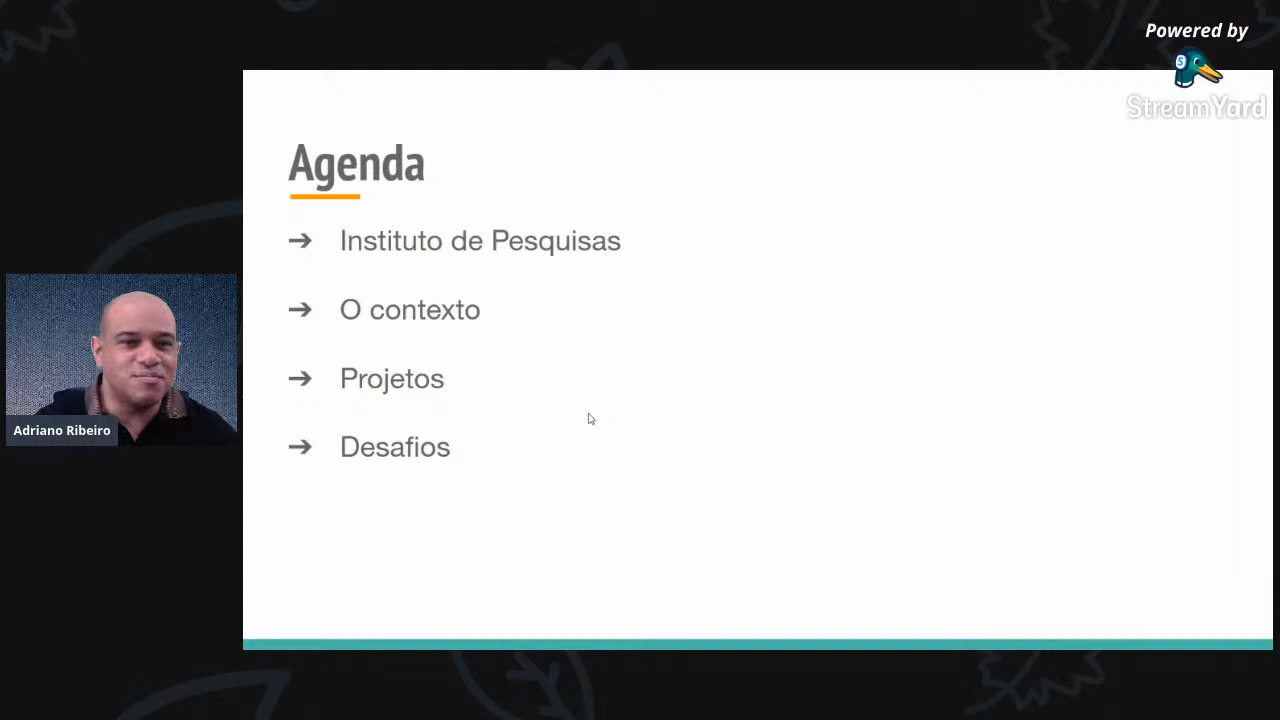 Powered by
StreamYard
Agenda
➔ Instituto de Pesquisas
➔ O contexto
➔ Projetos
➔ Desafios
Adriano Ribeiro